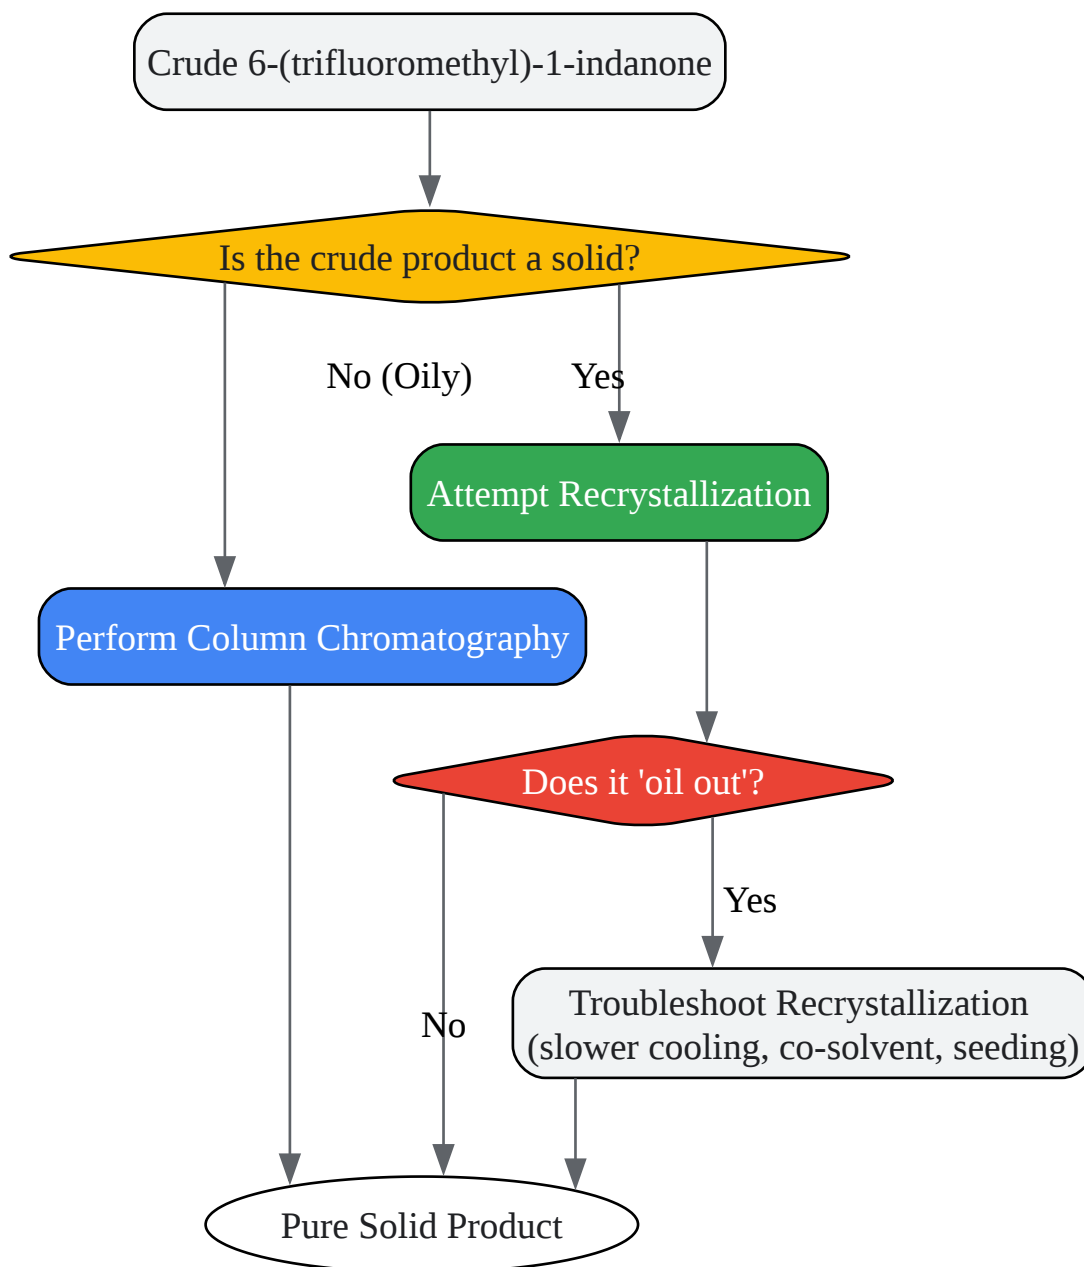 Crude 6-(trifluoromethyl)-1-indanone
Is the crude product a solid?
No (Oily)
Yes
Attempt Recrystallization
Perform Column Chromatography
Does it 'oil out'?
Yes
Troubleshoot Recrystallization
(slower cooling, co-solvent, seeding)
No
Pure Solid Product